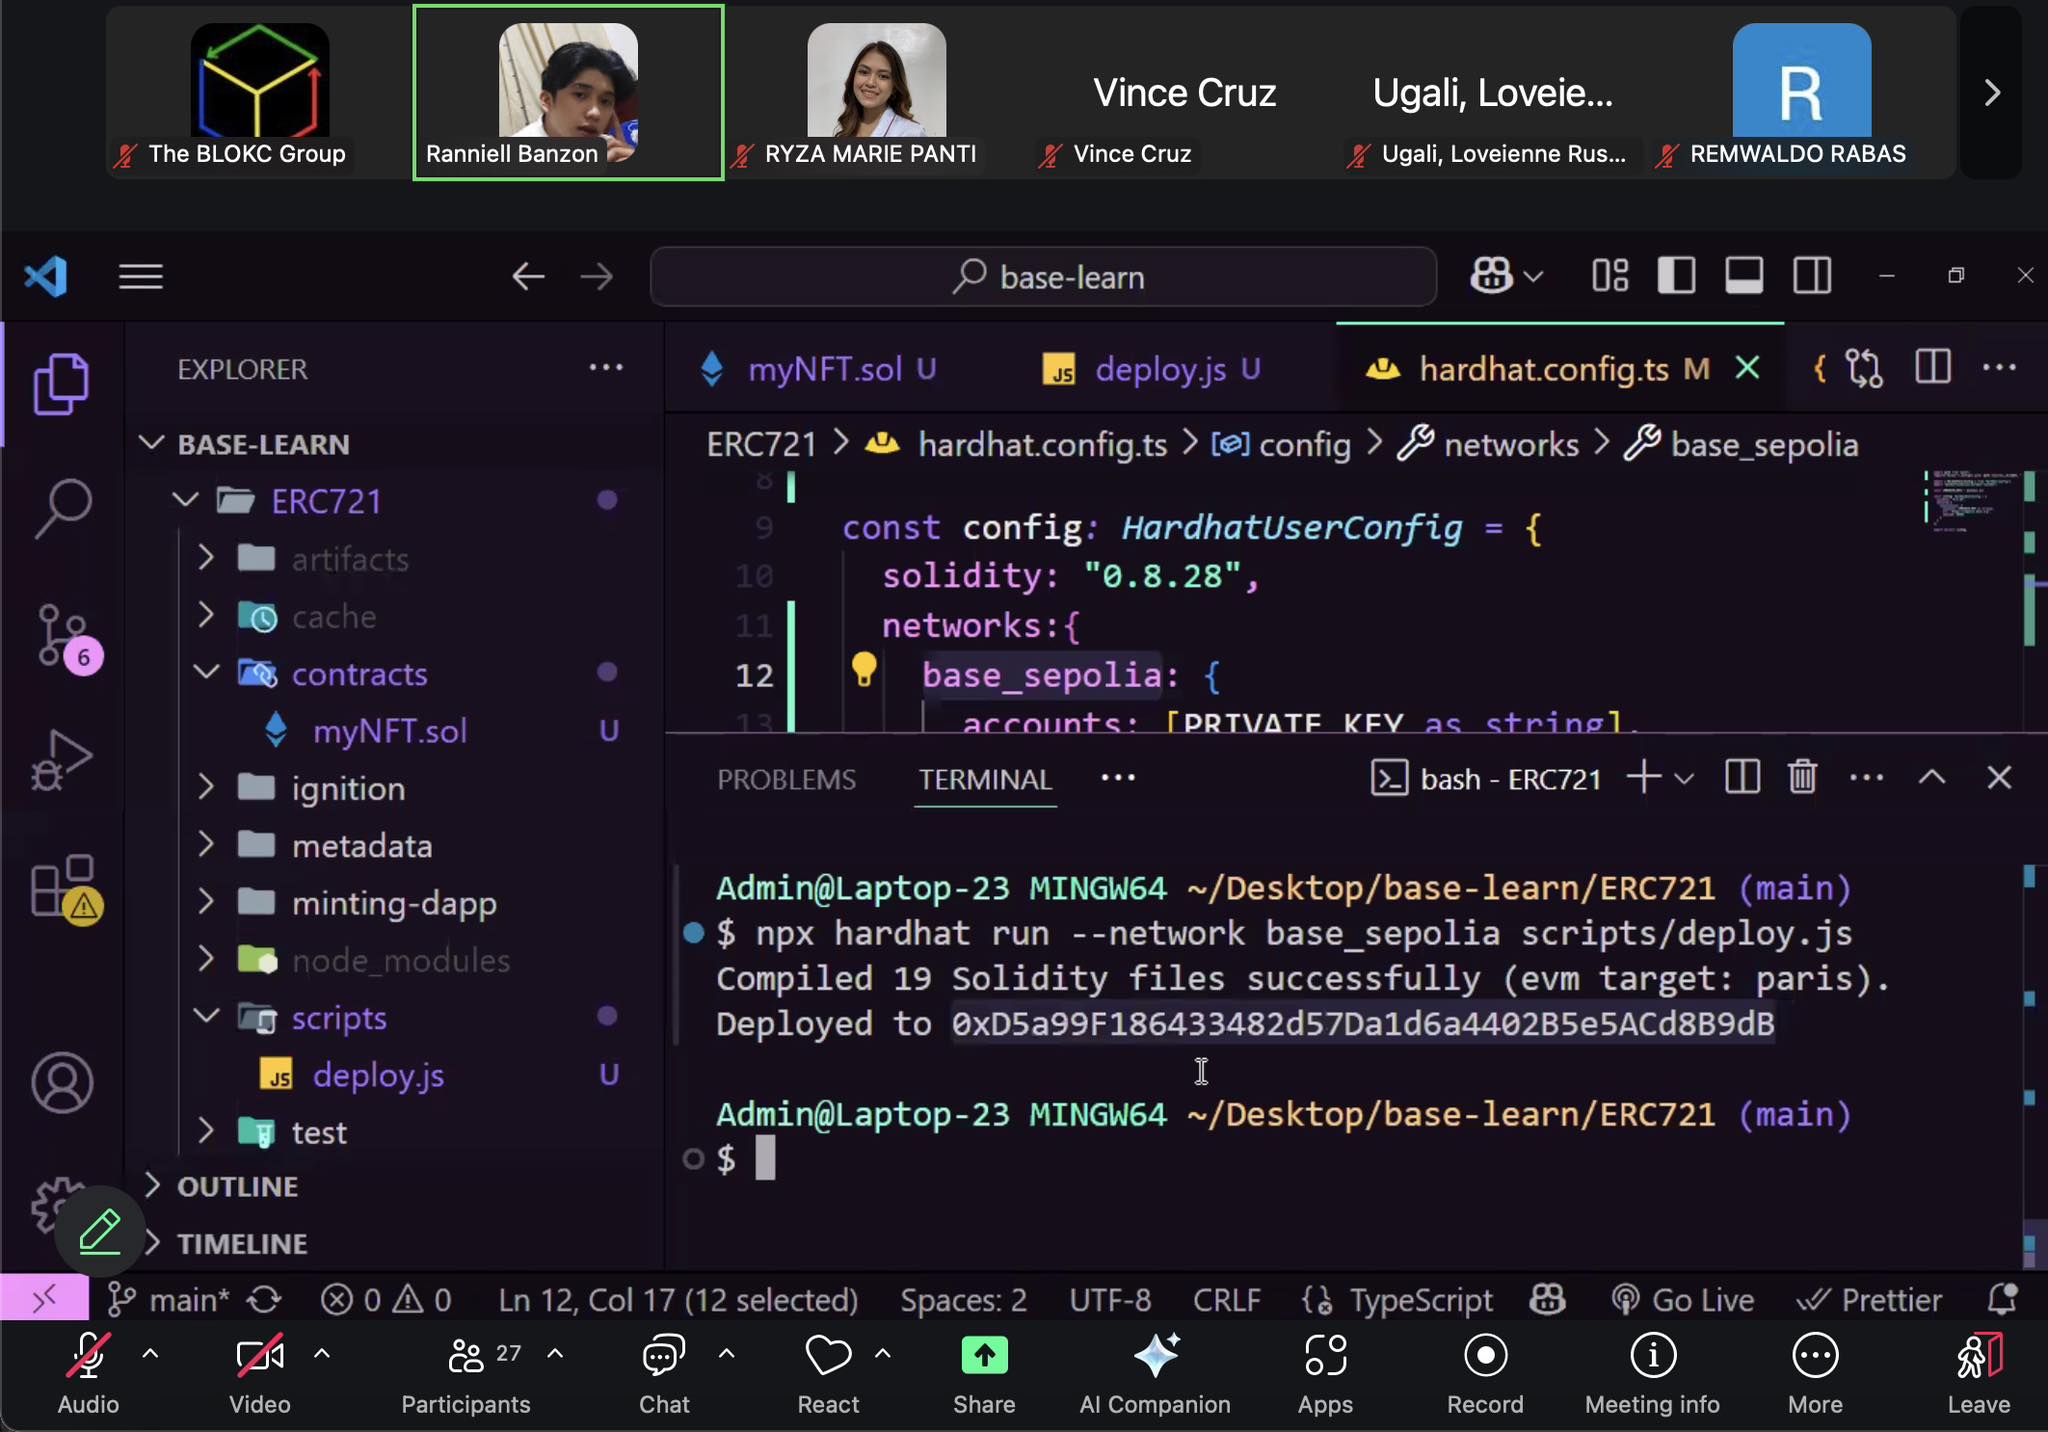 Vince Cruz
Ugali, Loveie...
R
The BLOKC Group
Ranniell Banzon
RYZA MARIE PANTI
Vince Cruz
Ugali, Loveienne Rus...
REMWALDO RABAS
base-learn
EXPLORER
myNFT.sol U
deploy.js U
hardhat.config.ts M
BASE-LEARN
ERC721 > hardhat.config.ts > config > networks > base_sepolia
ERC721
artifacts
cache
contracts
myNFT.sol U
ignition
metadata
minting-dapp
node_modules
scripts
deploy.js U
test
OUTLINE
TIMELINE
6
8
9 const config: HardhatUserConfig = {
10 solidity: "0.8.28",
11 networks:{
12 base_sepolia: {
13 accounts: [PRIVATE_KEY as string],
PROBLEMS TERMINAL ... bash - ERC721
Admin@Laptop-23 MINGW64 ~/Desktop/base-learn/ERC721 (main)
$ npx hardhat run --network base_sepolia scripts/deploy.js
Compiled 19 Solidity files successfully (evm target: paris).
Deployed to 0xD5a99F186433482d57Da1d6a4402B5e5ACd8B9dB
Admin@Laptop-23 MINGW64 ~/Desktop/base-learn/ERC721 (main)
$
main* 0 0 Ln 12, Col 17 (12 selected) Spaces: 2 UTF-8 CRLF TypeScript Go Live Prettier
27
Audio Video Participants Chat React Share AI Companion Apps Record Meeting info More Leave